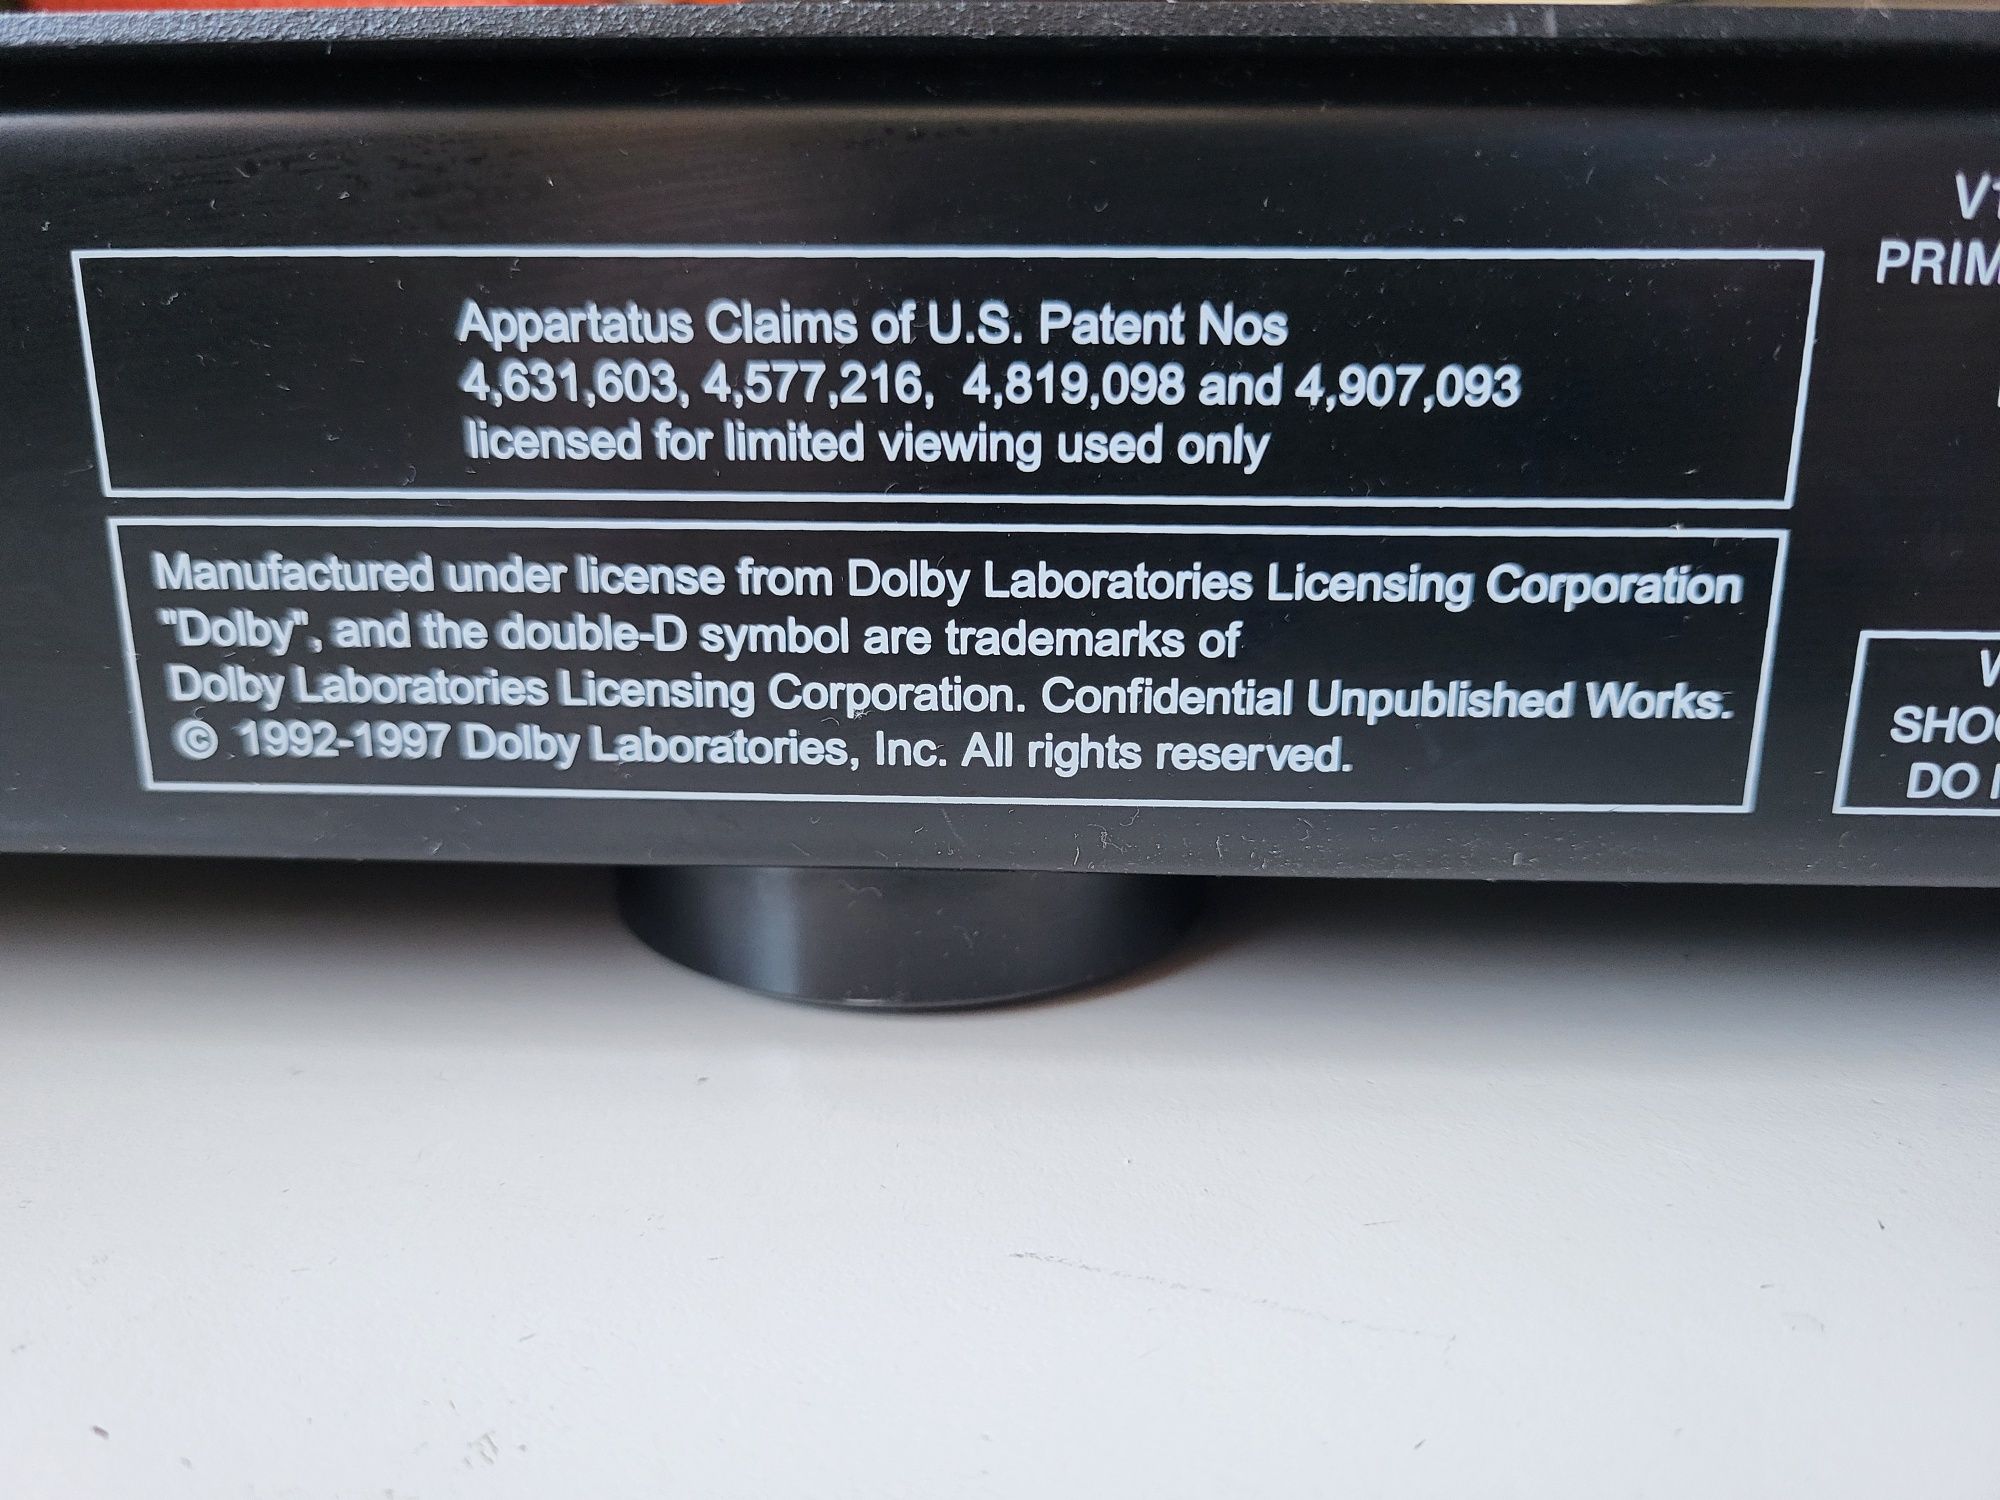 Appartatus Claims of U.S. Patent Nos
4,631,603, 4,577,216, 4,819,098 and 4,907,093
licensed for limited viewing used only
Manufactured under license from Dolby Laboratories Licensing Corporation
"Dolby", and the double-D symbol are trademarks of
Dolby Laboratories Licensing Corporation. Confidential Unpublished Works.
© 1992-1997 Dolby Laboratories, Inc. All rights reserved.
DO